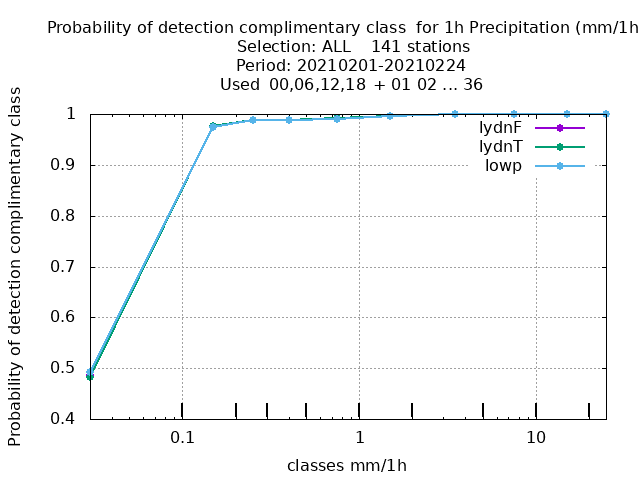 Probability of detection complimentary class  for 1h Precipitation (mm/1h
Selection: ALL    141 stations
Period: 20210201-20210224
Used  00,06,12,18  + 01 02 ... 36
Probability of detection complimentary class
1
0.9
0.8
0.7
0.6
0.5
0.4
lydnF
lydnT
lowp
0.1 1 10
classes mm/1h